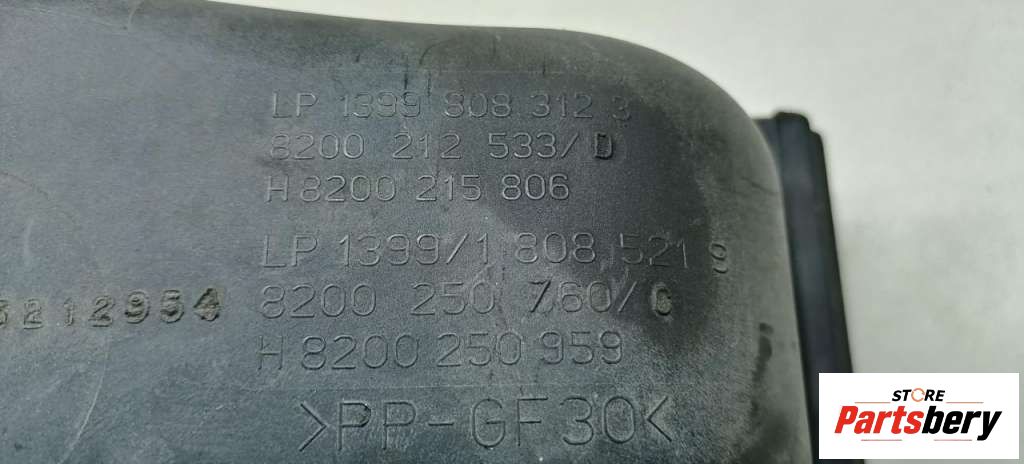 LP 1399 808 312 3
8200 212 533/D
H 8200 215 806
LP 1399/1 808 521 9
212954 8200 250 760/C
H 8200 250 959
>PP-GF30<
STORE
Partsbery